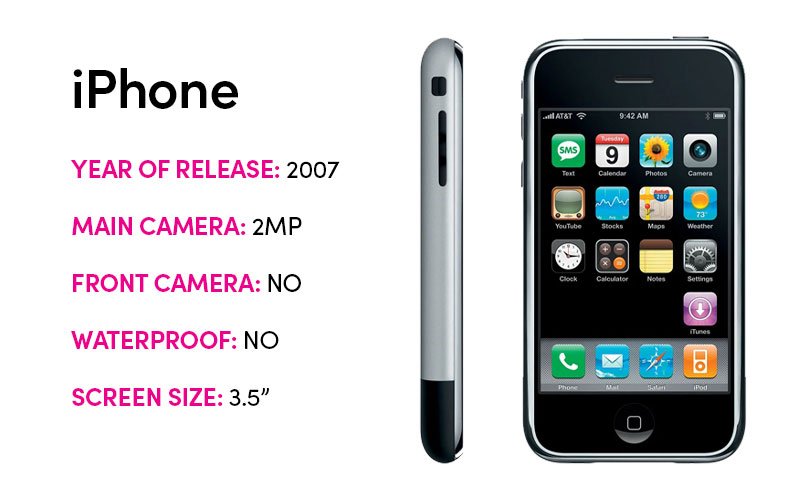 iPhone
YEAR OF RELEASE: 2007
MAIN CAMERA: 2MP
FRONT CAMERA: NO
WATERPROOF: NO
SCREEN SIZE: 3.5”
AT&T 9:42 AM
SMS Tuesday 9
Text Calendar Photos Camera
280 73°
YouTube Stocks Maps Weather
Clock Calculator Notes Settings
iTunes
Phone Mail Safari iPod